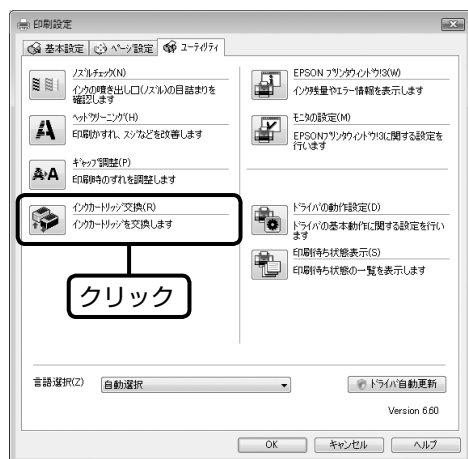 印刷設定
基本設定 ページ設定 ユーティリティ
ノズルチェック(N)
インクの噴き出し口(ノズル)の目詰まりを
確認します
ヘッドクリーニング(H)
印刷かすれ、スジなどを改善します
ギャップ調整(P)
印刷時のずれを調整します
インクカートリッジ交換(R)
インクカートリッジを交換します
クリック
EPSON プリンタウィンドウ!3(W)
インク残量やエラー情報を表示します
モニタの設定(M)
EPSONプリンタウィンドウ!3に関する設定を
行います
ドライバの動作設定(D)
ドライバの基本動作に関する設定を行い
ます
印刷待ち状態表示(S)
印刷待ち状態の一覧を表示します
言語選択(Z) 自動選択
ドライバ自動更新
Version 6.60
OK キャンセル ヘルプ